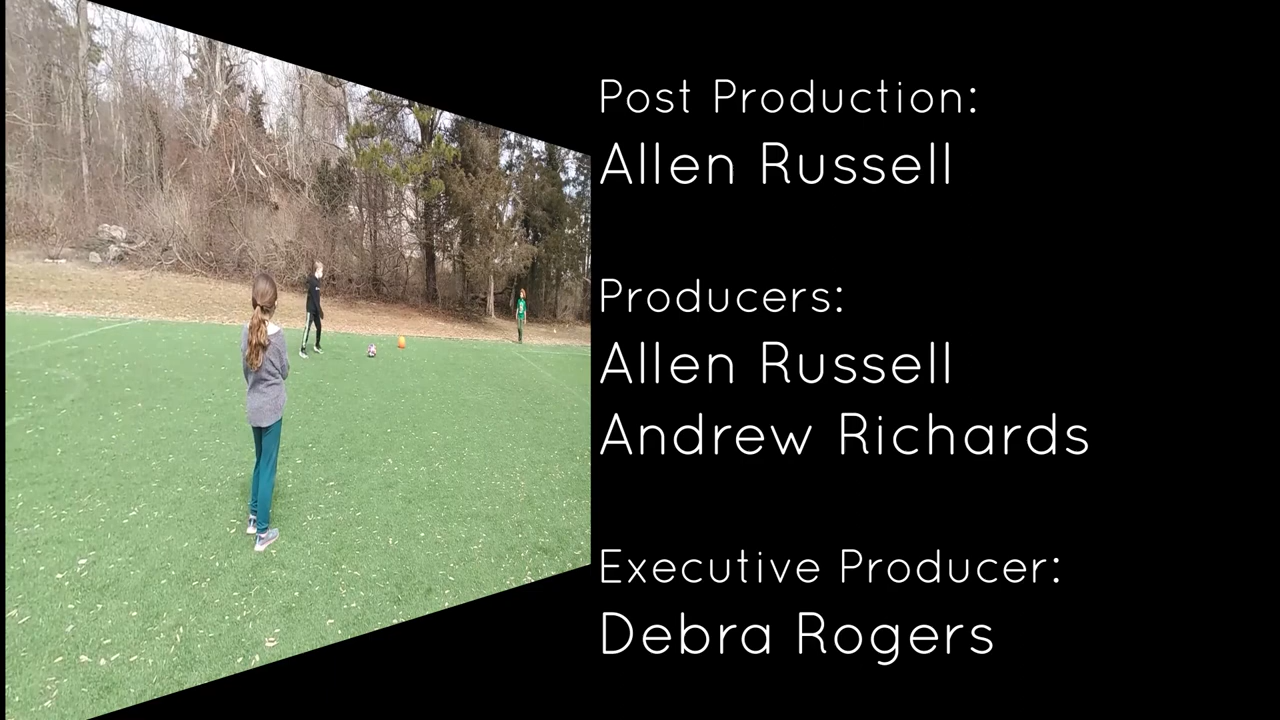 Post Production:
Allen Russell
Producers:
Allen Russell
Andrew Richards
Executive Producer:
Debra Rogers